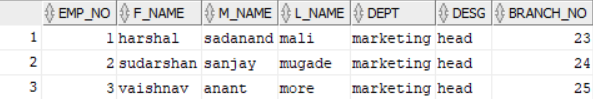 EMP_NO F_NAME M_NAME L_NAME DEPT DESG BRANCH_NO
1 1 harshal sadanand mali marketing head 23
2 2 sudarshan sanjay mugade marketing head 24
3 3 vaishnav anant more marketing head 25